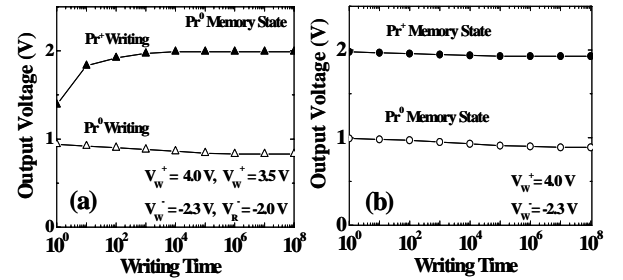 Output Voltage (V)
2
1
0
Pr⁰ Memory State
Pr⁺ Writing
Pr⁰ Writing
V_W⁺ = 4.0 V, V_W⁺ = 3.5 V
V_W⁻ = -2.3 V, V_R⁻ = -2.0 V
(a)
10⁰ 10² 10⁴ 10⁶ 10⁸
Writing Time
Output Voltage (V)
2
1
0
Pr⁺ Memory State
Pr⁰ Memory State
V_W⁺ = 4.0 V
V_W⁻ = -2.3 V
(b)
10⁰ 10² 10⁴ 10⁶ 10⁸
Writing Time